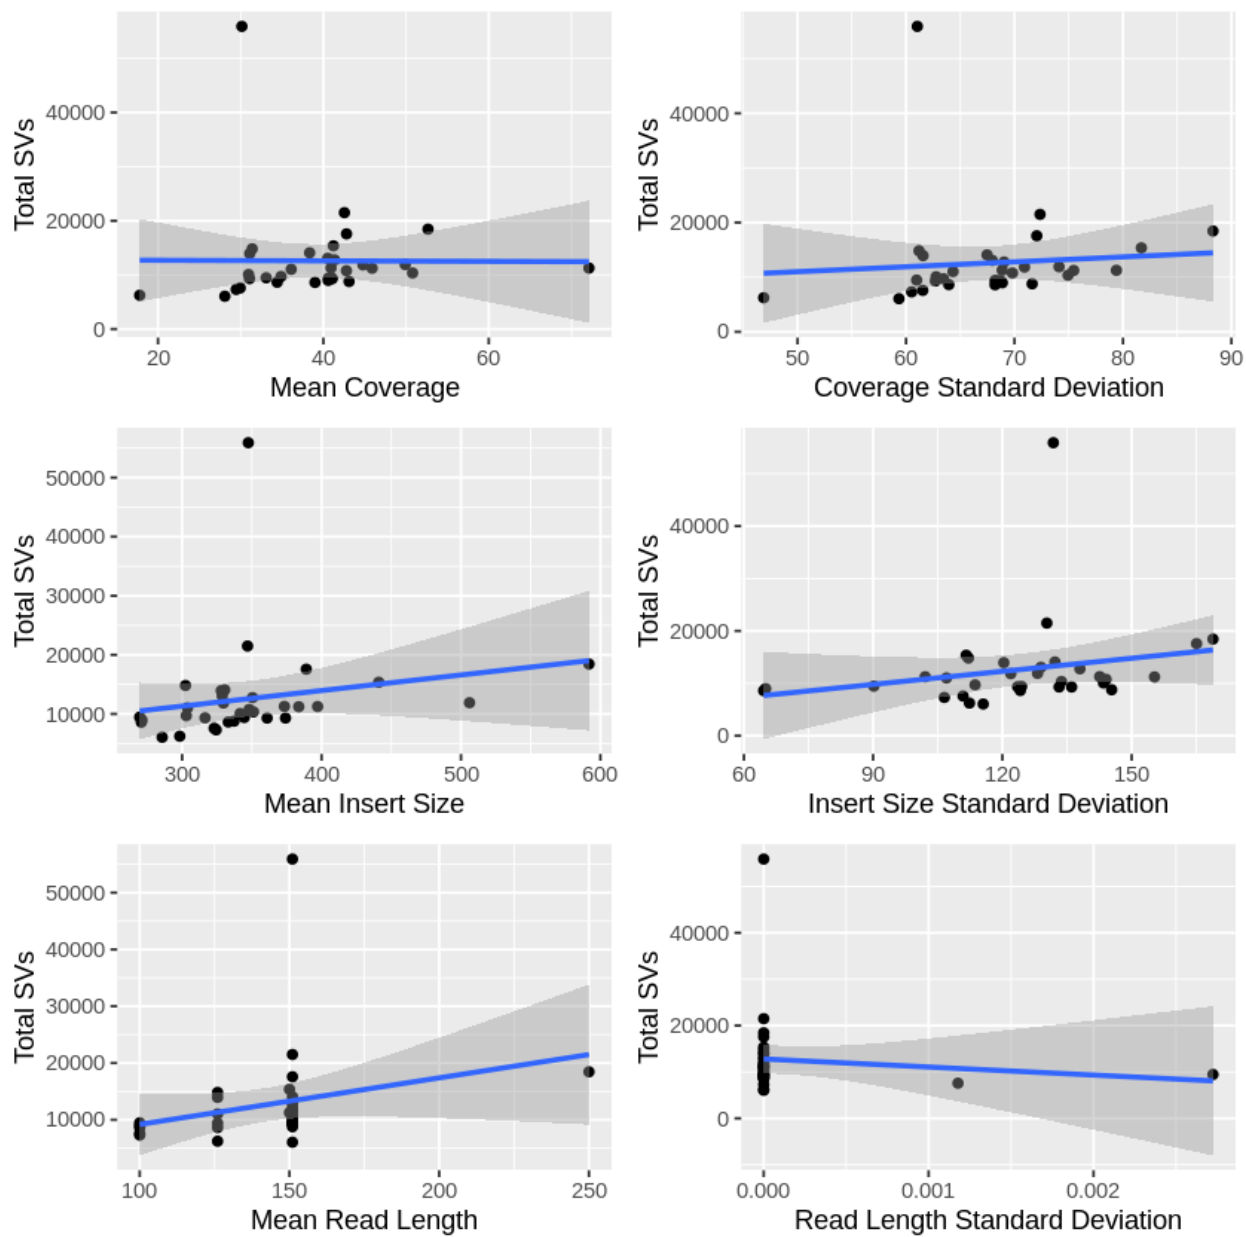 Total SVs
40000
20000
0
20 40 60
Mean Coverage
Total SVs
40000
20000
0
50 60 70 80 90
Coverage Standard Deviation
Total SVs
50000
40000
30000
20000
10000
300 400 500 600
Mean Insert Size
Total SVs
40000
20000
0
60 90 120 150
Insert Size Standard Deviation
Total SVs
50000
40000
30000
20000
10000
100 150 200 250
Mean Read Length
Total SVs
40000
20000
0
0.000 0.001 0.002
Read Length Standard Deviation